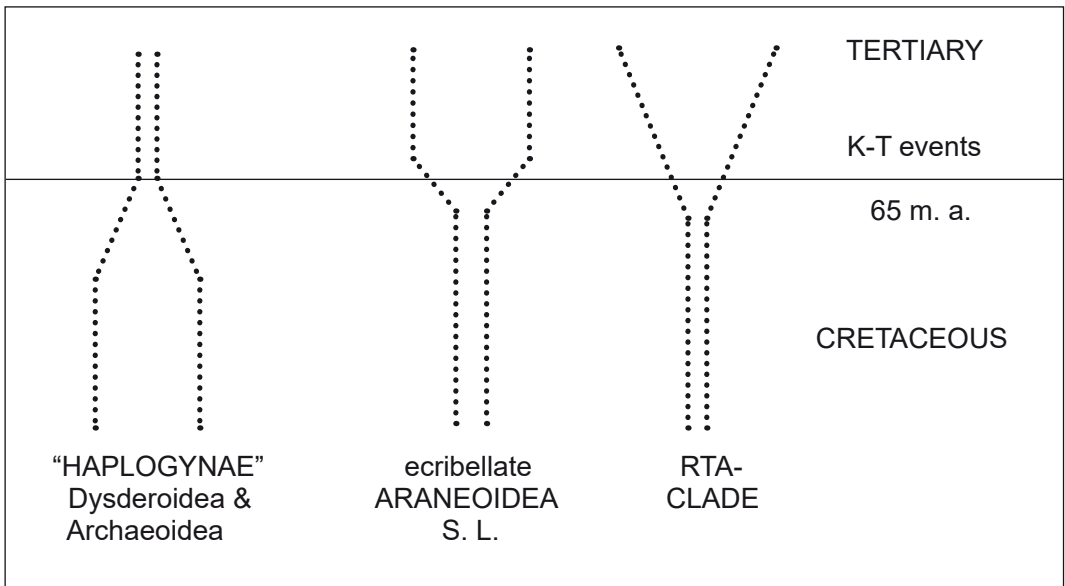 TERTIARY
K-T events
65 m. a.
CRETACEOUS
“HAPLOGYNAE”
Dysderoidea &
Archaeoidea
ecribellate
ARANEOIDEA
S. L.
RTA-
CLADE